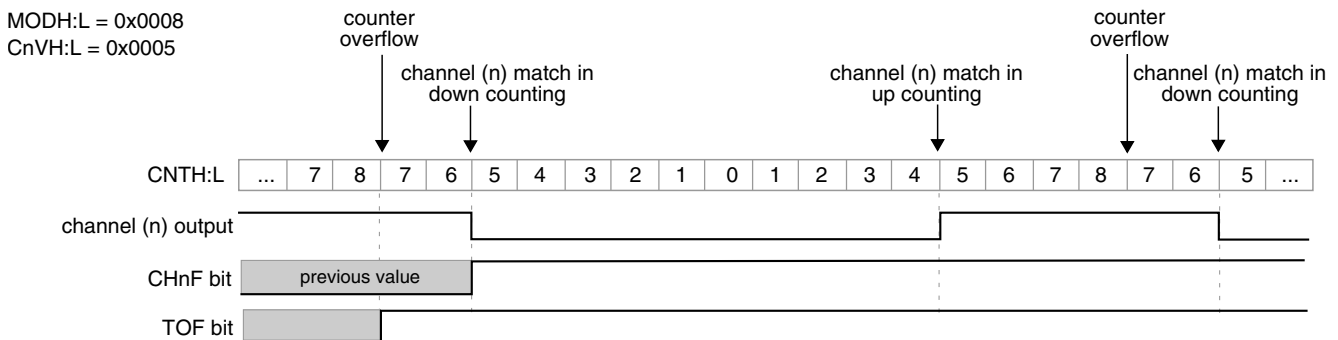 MODH:L = 0x0008
CnVH:L = 0x0005
counter
overflow
channel (n) match in
down counting
channel (n) match in
up counting
counter
overflow
channel (n) match in
down counting
CNTH:L ... 7 8 7 6 5 4 3 2 1 0 1 2 3 4 5 6 7 8 7 6 5 ...
channel (n) output
CHnF bit previous value
TOF bit